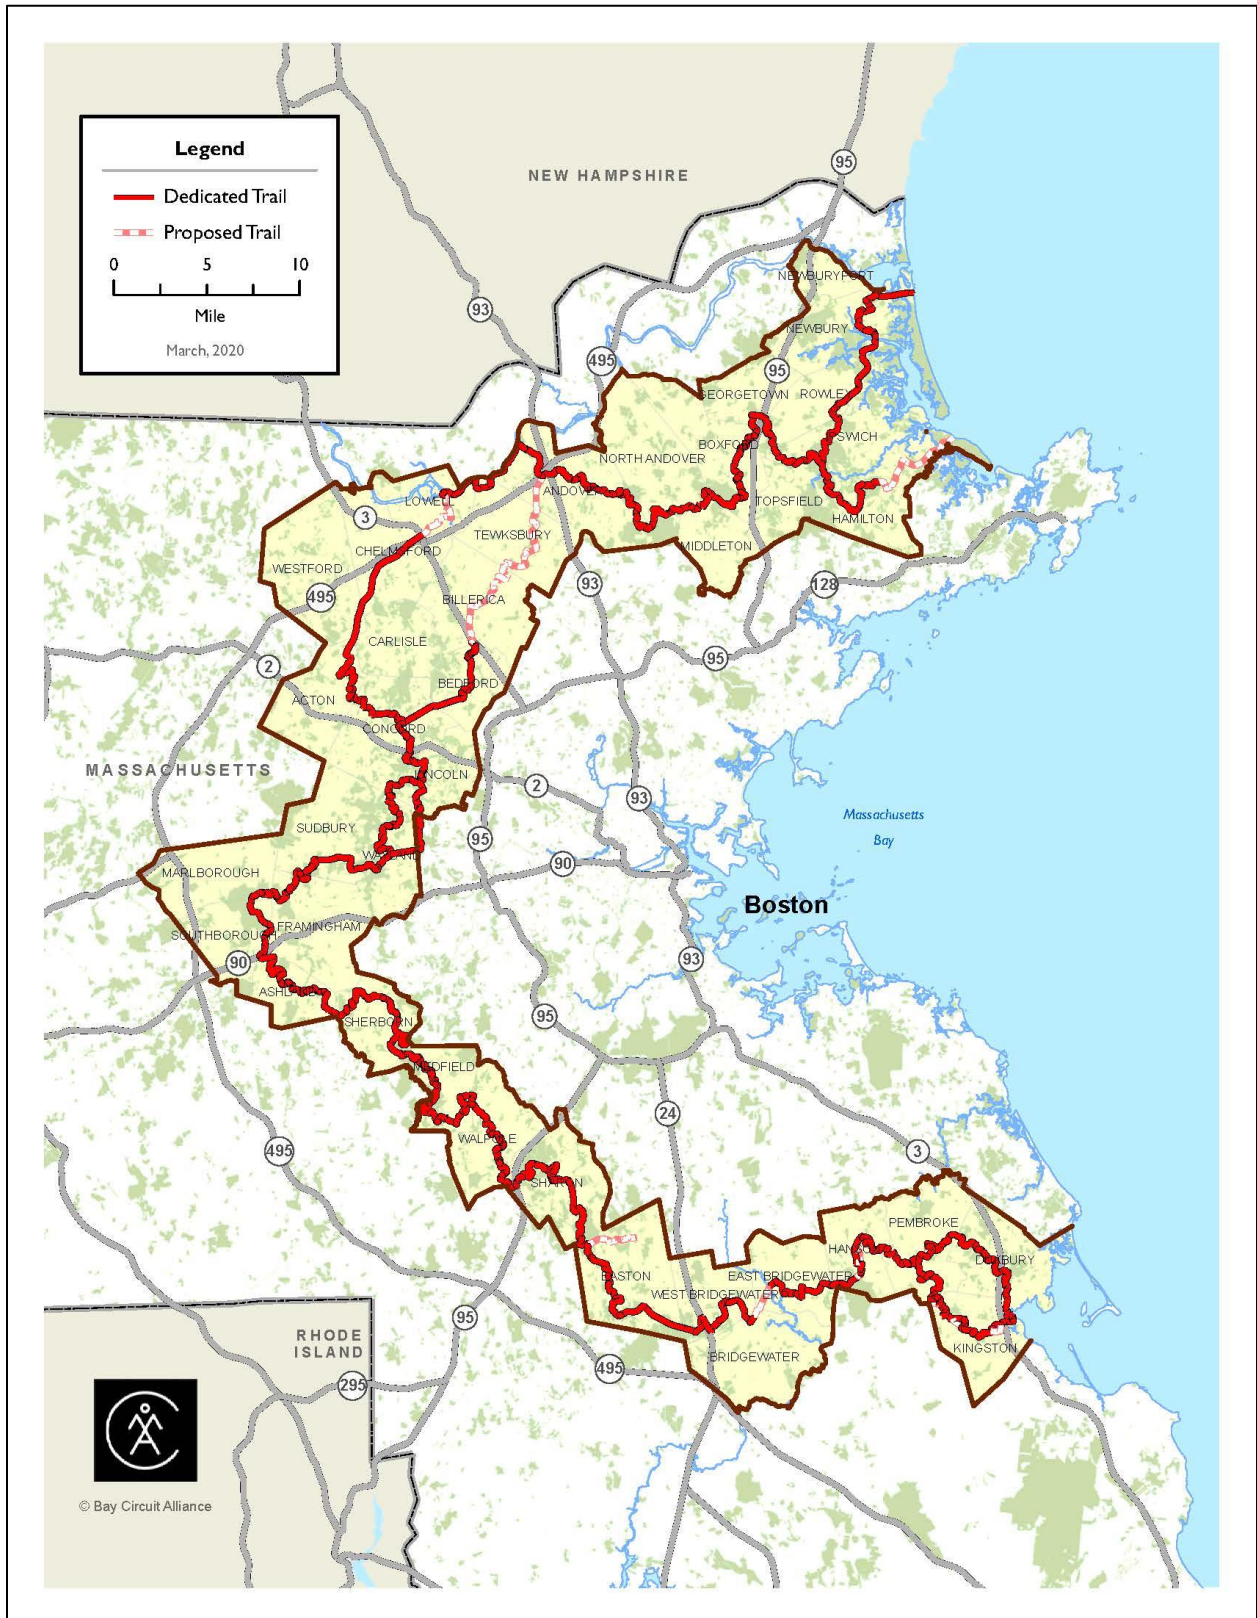 Legend
Dedicated Trail
Proposed Trail
0 5 10
Mile
March, 2020
NEW HAMPSHIRE
95
93
495
NEWBURYPORT
NEWBURY
95
GEORGETOWN
ROWLEY
IPSWICH
BOXFORD
NORTH ANDOVER
ANDOVER
TOPSFIELD
HAMILTON
LOWELL
3
TEWKSBURY
CHELMSFORD
MIDDLETON
WESTFORD
495
93
128
BILLERICA
CARLISLE
95
2
BEDFORD
ACTON
CONCORD
MASSACHUSETTS
LINCOLN
2
93
Massachusetts
Bay
SUDBURY
95
WAYLAND
90
MARLBOROUGH
Boston
FRAMINGHAM
SOUTHBOROUGH
90
93
ASHLAND
95
SHERBORN
MEDFIELD
24
WALPOLE
3
495
SHARON
PEMBROKE
HANSON
DUXBURY
EASTON
EAST BRIDGEWATER
WEST BRIDGEWATER
95
RHODE
ISLAND
KINGSTON
BRIDGEWATER
495
295
© Bay Circuit Alliance